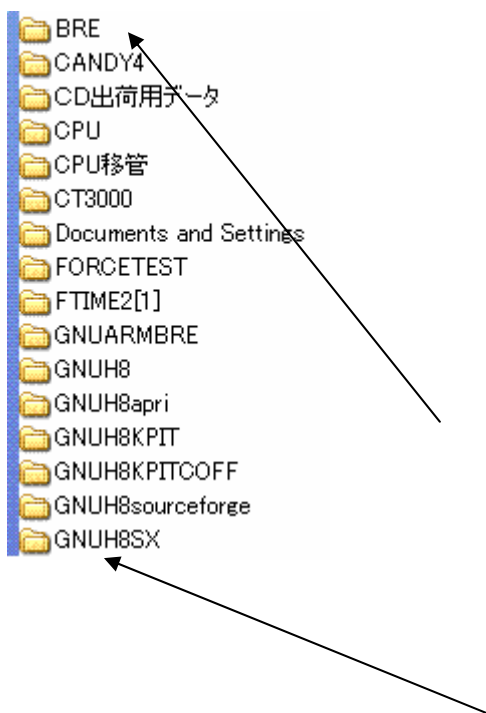 BRE
CANDY4
CD出荷用データ
CPU
CPU移管
CT3000
Documents and Settings
FORCETEST
FTIME2[1]
GNUARMBRE
GNUH8
GNUH8apri
GNUH8KPIT
GNUH8KPITCOFF
GNUH8sourceforge
GNUH8SX